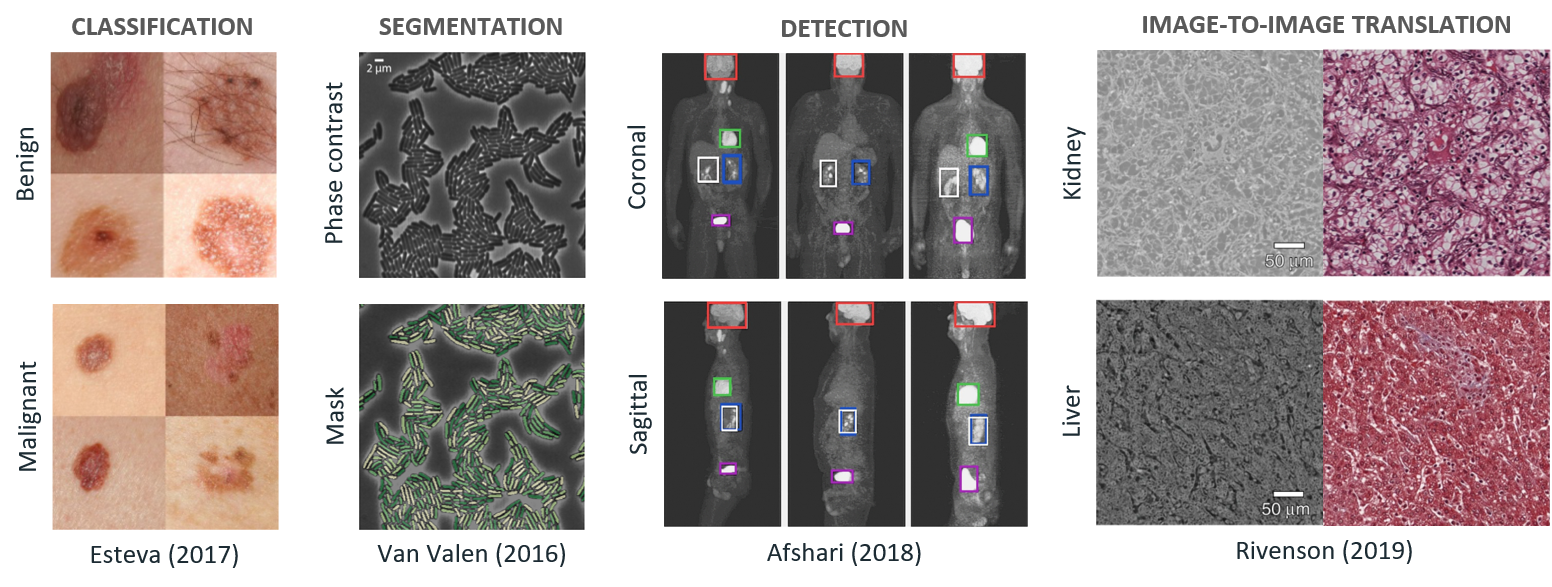 CLASSIFICATION
Benign
Malignant
Esteva (2017)
SEGMENTATION
2 μm
Phase contrast
Mask
Van Valen (2016)
DETECTION
Coronal
Sagittal
Afshari (2018)
IMAGE-TO-IMAGE TRANSLATION
Kidney
50 μm
Liver
50 μm
Rivenson (2019)